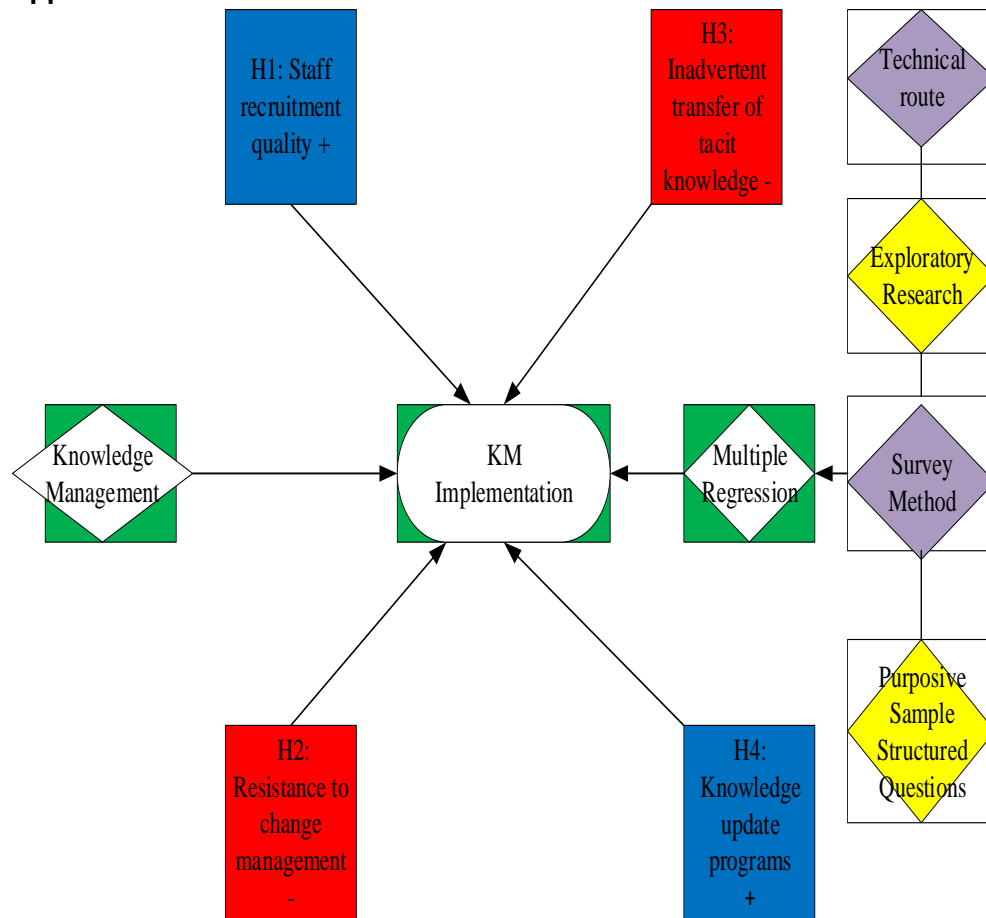 H1: Staff
recruitment
quality +
H3:
Inadvertent
transfer of
tacit
knowledge -
Technical
route
Exploratory
Research
Knowledge
Management
KM
Implementation
Multiple
Regression
Survey
Method
H2:
Resistance to
change
management
-
H4:
Knowledge
update
programs
+
Purposive
Sample
Structured
Questions